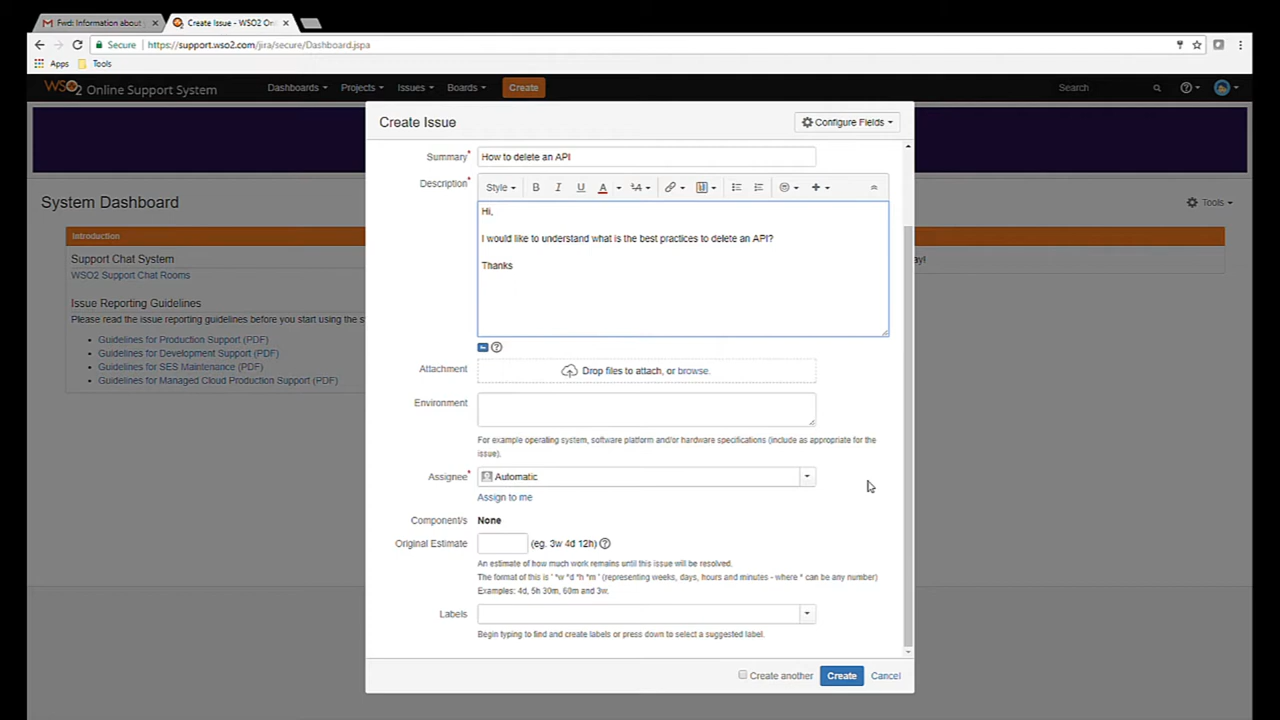 Fwd: Information about
Create Issue - WSO2 Onl
Secure
https://support.wso2.com/jira/secure/Dashboard.jspa
Apps
Tools
WSO2 Online Support System
Dashboards
Projects
Issues
Boards
Create
Search
Create Issue
Configure Fields
Summary*
How to delete an API
Description*
Style
B
I
U
A
Hi,
I would like to understand what is the best practices to delete an API?
Thanks
Attachment
Drop files to attach, or browse.
Environment
For example operating system, software platform and/or hardware specifications (include as appropriate for the
issue).
Assignee*
Automatic
Assign to me
Component/s
None
Original Estimate
(eg. 3w 4d 12h)
An estimate of how much work remains until this issue will be resolved.
The format of this is ' *w *d *h *m ' (representing weeks, days, hours and minutes - where * can be any number)
Examples: 4d, 5h 30m, 60m and 3w.
Labels
Begin typing to find and create labels or press down to select a suggested label.
Create another
Create
Cancel
System Dashboard
Tools
Introduction
Support Chat System
WSO2 Support Chat Rooms
Issue Reporting Guidelines
Please read the issue reporting guidelines before you start using the s
Guidelines for Production Support (PDF)
Guidelines for Development Support (PDF)
Guidelines for SES Maintenance (PDF)
Guidelines for Managed Cloud Production Support (PDF)